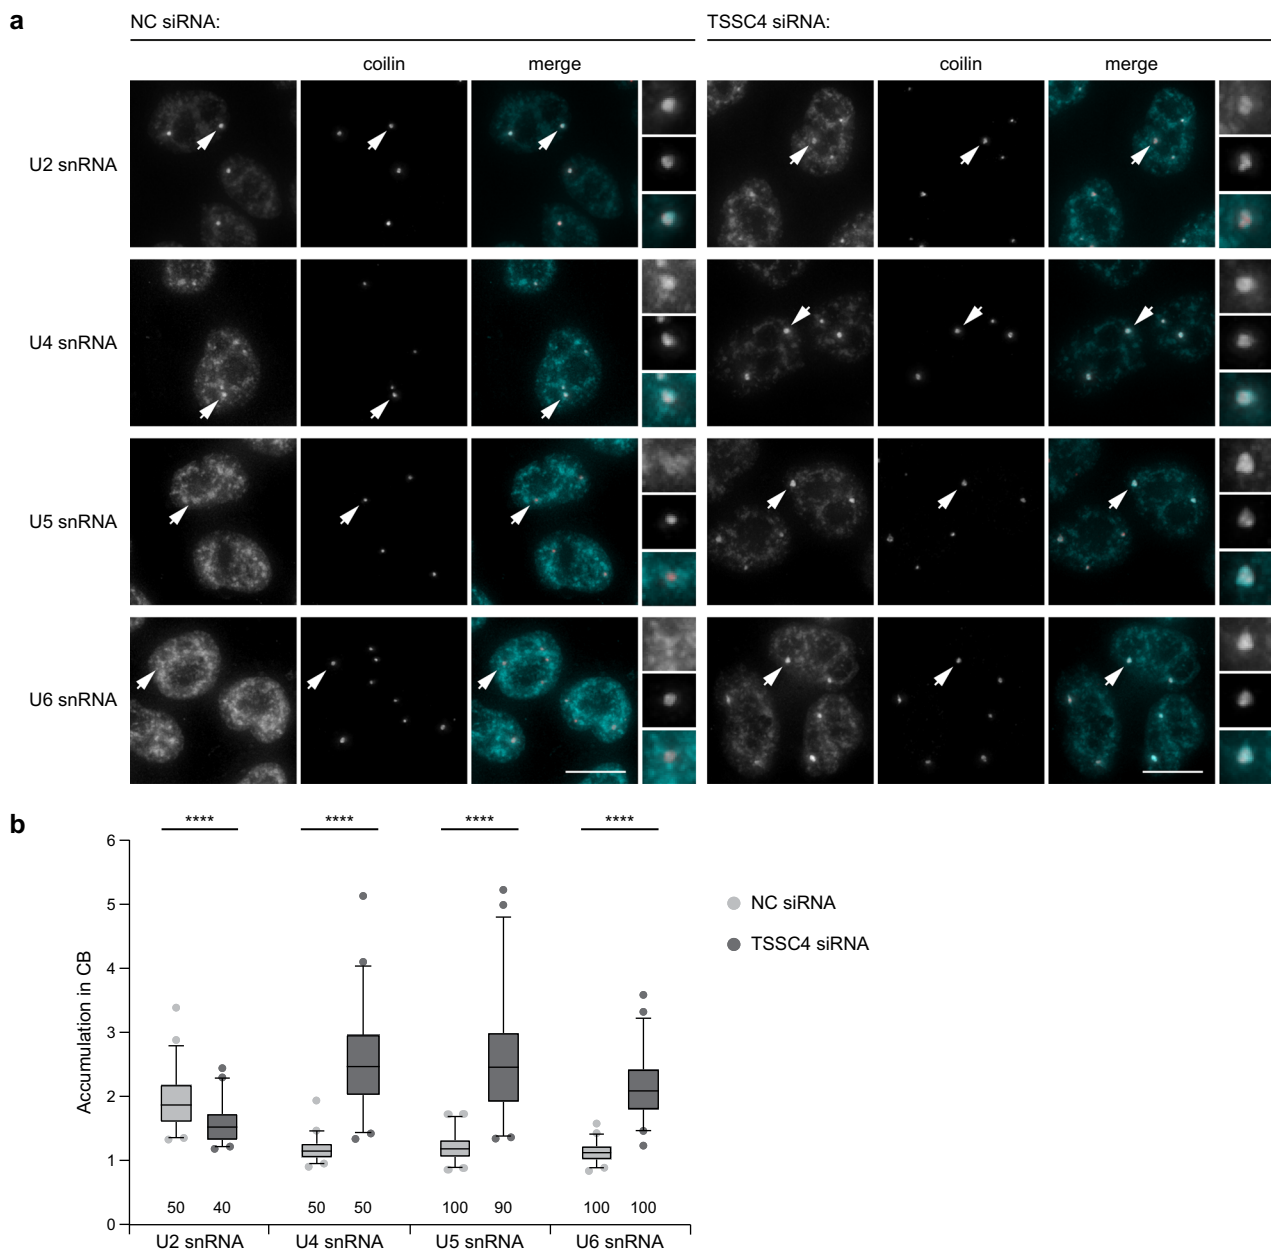 a
NC siRNA:
TSSC4 siRNA:
coilin
merge
coilin
merge
U2 snRNA
U4 snRNA
U5 snRNA
U6 snRNA
b
**** **** **** ****
6
5
4
3
2
1
0
Accumulation in CB
NC siRNA
TSSC4 siRNA
50 40 50 50 100 90 100 100
U2 snRNA U4 snRNA U5 snRNA U6 snRNA